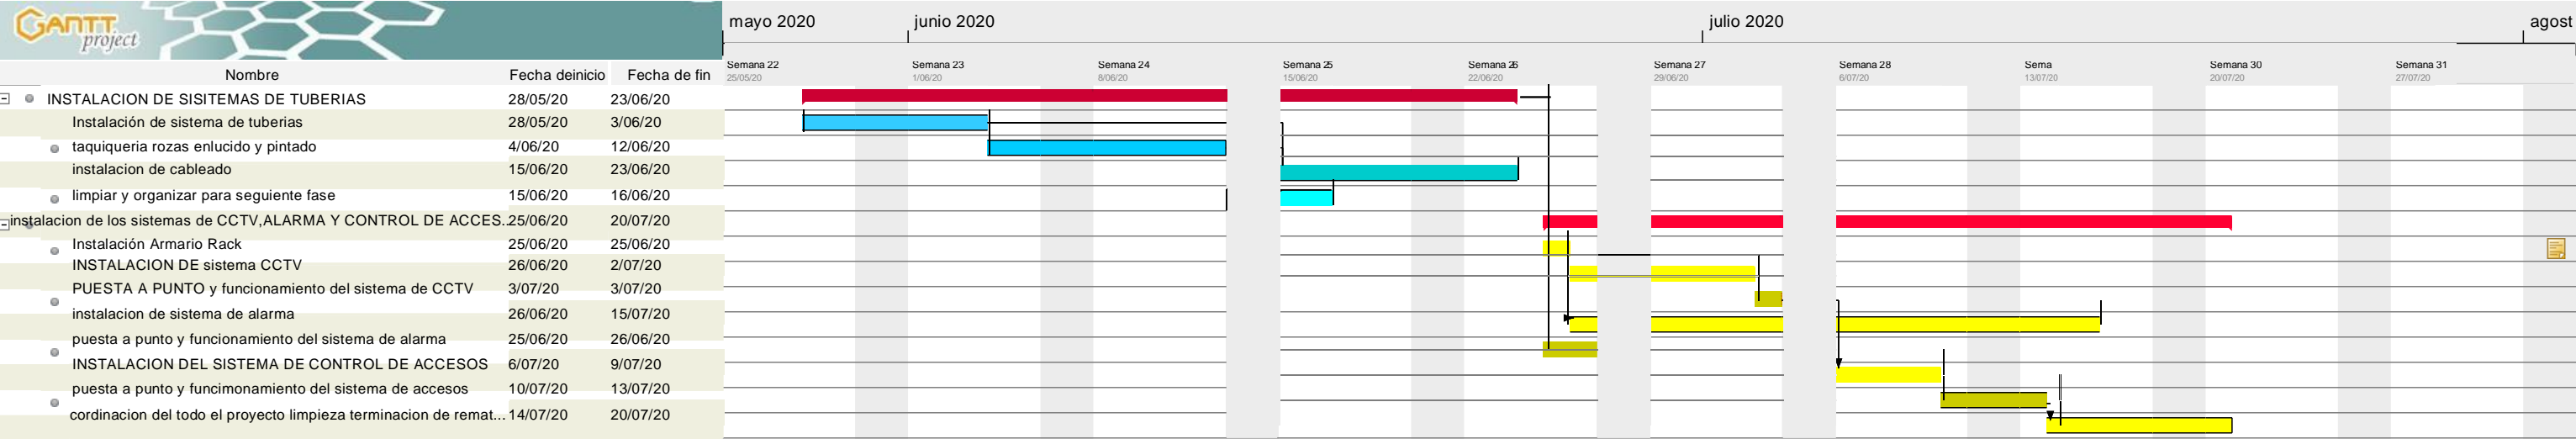 GANTT project
mayo 2020 junio 2020 julio 2020 agost
Nombre Fecha deinicio Fecha de fin
Semana 22 Semana 23 Semana 24 Semana 25 Semana 26 Semana 27 Semana 28 Sema Semana 30 Semana 31
25/05/20 1/06/20 8/06/20 15/06/20 22/06/20 29/06/20 6/07/20 13/07/20 20/07/20 27/07/20
INSTALACION DE SISITEMAS DE TUBERIAS 28/05/20 23/06/20
Instalación de sistema de tuberias 28/05/20 3/06/20
taquiqueria rozas enlucido y pintado 4/06/20 12/06/20
instalacion de cableado 15/06/20 23/06/20
limpiar y organizar para seguiente fase 15/06/20 16/06/20
instalacion de los sistemas de CCTV,ALARMA Y CONTROL DE ACCES.. 25/06/20 20/07/20
Instalación Armario Rack 25/06/20 25/06/20
INSTALACION DE sistema CCTV 26/06/20 2/07/20
PUESTA A PUNTO y funcionamiento del sistema de CCTV 3/07/20 3/07/20
instalacion de sistema de alarma 26/06/20 15/07/20
puesta a punto y funcionamiento del sistema de alarma 25/06/20 26/06/20
INSTALACION DEL SISTEMA DE CONTROL DE ACCESOS 6/07/20 9/07/20
puesta a punto y funcimonamiento del sistema de accesos 10/07/20 13/07/20
cordinacion del todo el proyecto limpieza terminacion de remat... 14/07/20 20/07/20